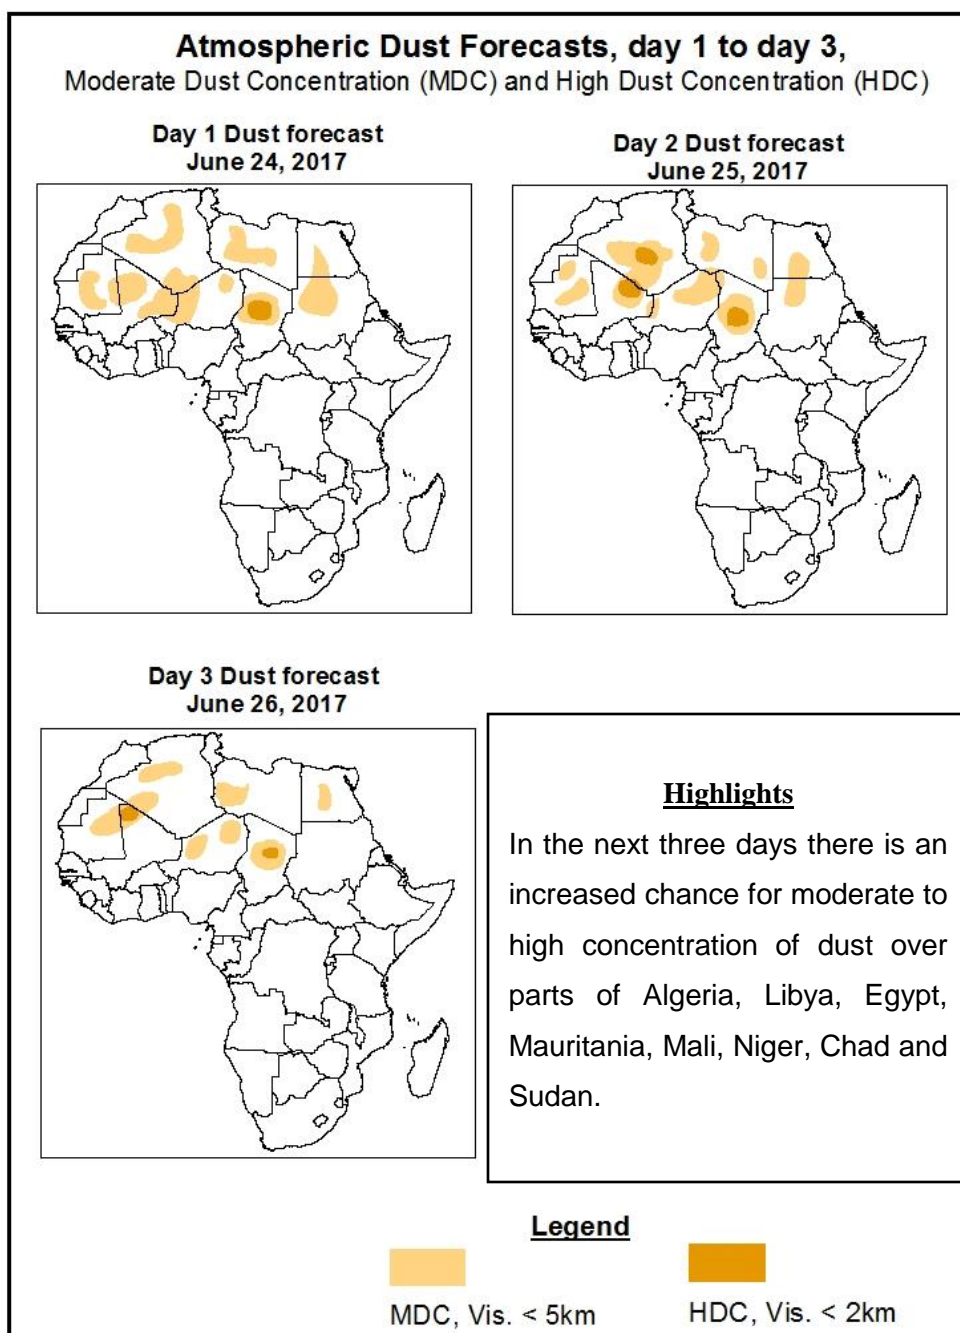 Atmospheric Dust Forecasts, day 1 to day 3,
Moderate Dust Concentration (MDC) and High Dust Concentration (HDC)
Day 1 Dust forecast
June 24, 2017
Day 2 Dust forecast
June 25, 2017
Day 3 Dust forecast
June 26, 2017
Highlights
In the next three days there is an
increased chance for moderate to
high concentration of dust over
parts of Algeria, Libya, Egypt,
Mauritania, Mali, Niger, Chad and
Sudan.
Legend
MDC, Vis. < 5km
HDC, Vis. < 2km